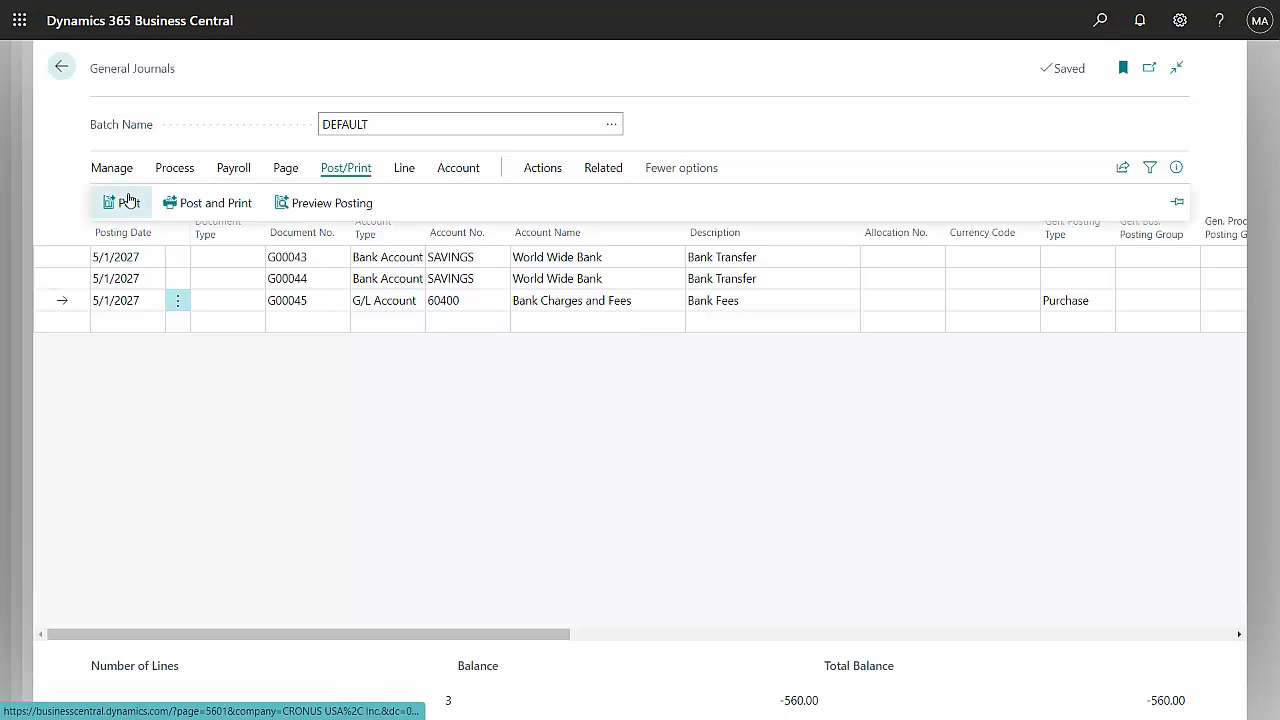 Dynamics 365 Business Central
MA
General Journals
Saved
Batch Name
DEFAULT
Manage Process Payroll Page Post/Print Line Account Actions Related Fewer options
Post and Print Preview Posting
Posting Date Document Type Document No. Account Type Account No. Account Name Description Allocation No. Currency Code Gen. Posting Type Gen. Bus. Posting Group Gen. Proc Posting G
5/1/2027 G00043 Bank Account SAVINGS World Wide Bank Bank Transfer
5/1/2027 G00044 Bank Account SAVINGS World Wide Bank Bank Transfer
5/1/2027 G00045 G/L Account 60400 Bank Charges and Fees Bank Fees Purchase
Number of Lines Balance Total Balance
3 -560.00 -560.00
https://businesscentral.dynamics.com/?page=5601&company=CRONUS USA%2C Inc.&dc=0...